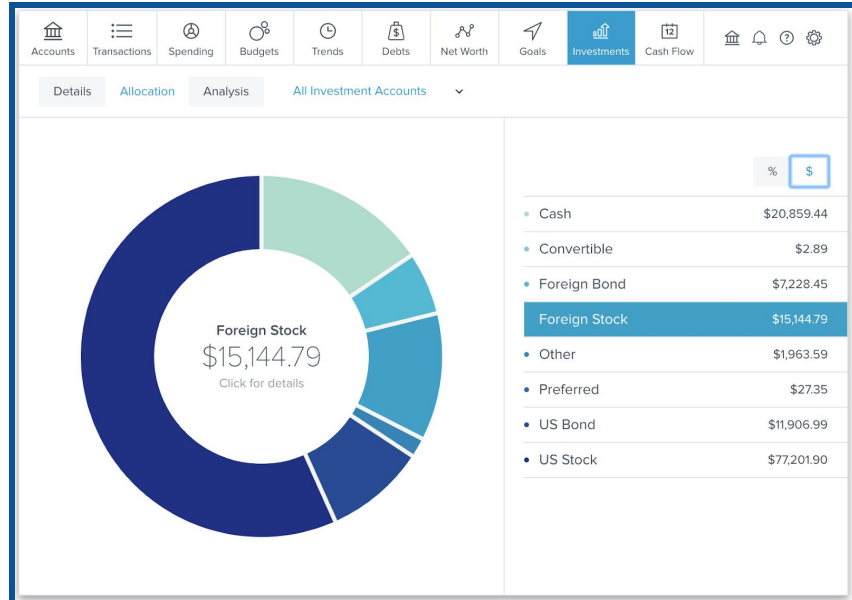 Accounts Transactions Spending Budgets Trends Debts Net Worth Goals Investments 12 Cash Flow
Details Allocation Analysis All Investment Accounts
% $
Cash $20,859.44
Convertible $2.89
Foreign Bond $7,228.45
Foreign Stock $15,144.79
Other $1,963.59
Preferred $27.35
US Bond $11,906.99
US Stock $77,201.90
Foreign Stock
$15,144.79
Click for details